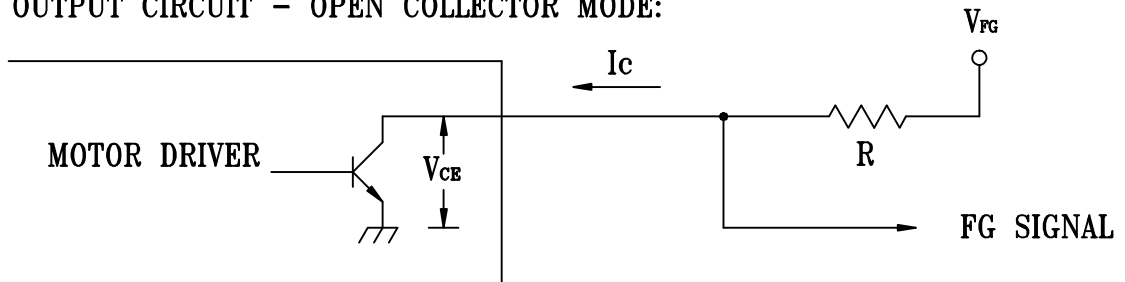 OUTPUT CIRCUIT – OPEN COLLECTOR MODE:
VFG
Ic
MOTOR DRIVER
VCE
R
FG SIGNAL